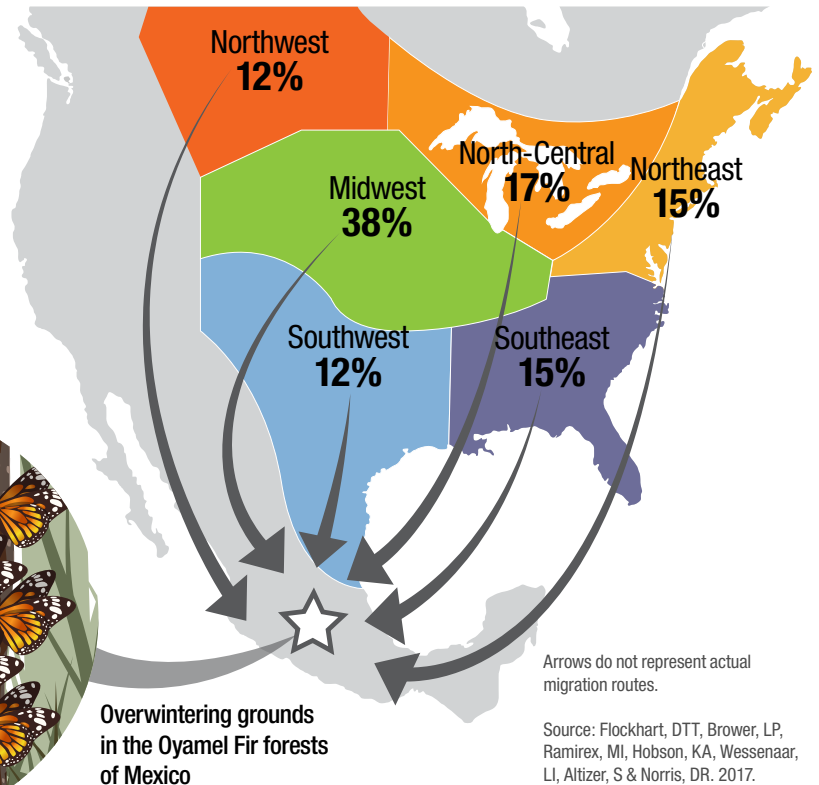 Northwest
12%
North-Central
17%
Northeast
15%
Midwest
38%
Southwest
12%
Southeast
15%
Overwintering grounds
in the Oyamel Fir forests
of Mexico
Arrows do not represent actual
migration routes.
Source: Flockhart, DTT, Brower, LP,
Ramirex, MI, Hobson, KA, Wessenaar,
LI, Altizer, S & Norris, DR. 2017.